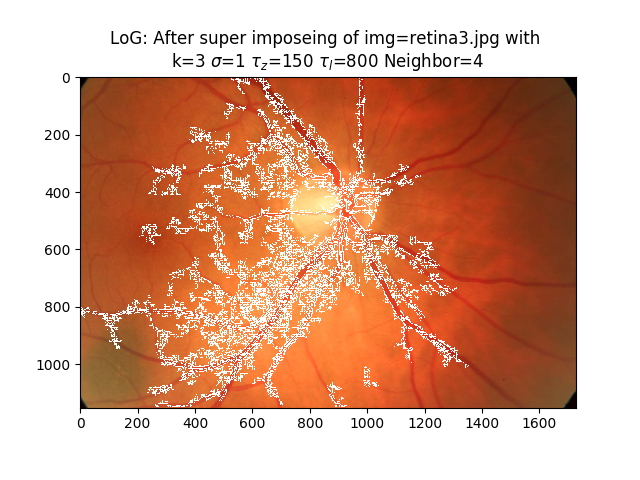 LoG: After super imposeing of img=retina3.jpg with
k=3 σ=1 τz=150 τl=800 Neighbor=4
0
200
400
600
800
1000
0 200 400 600 800 1000 1200 1400 1600